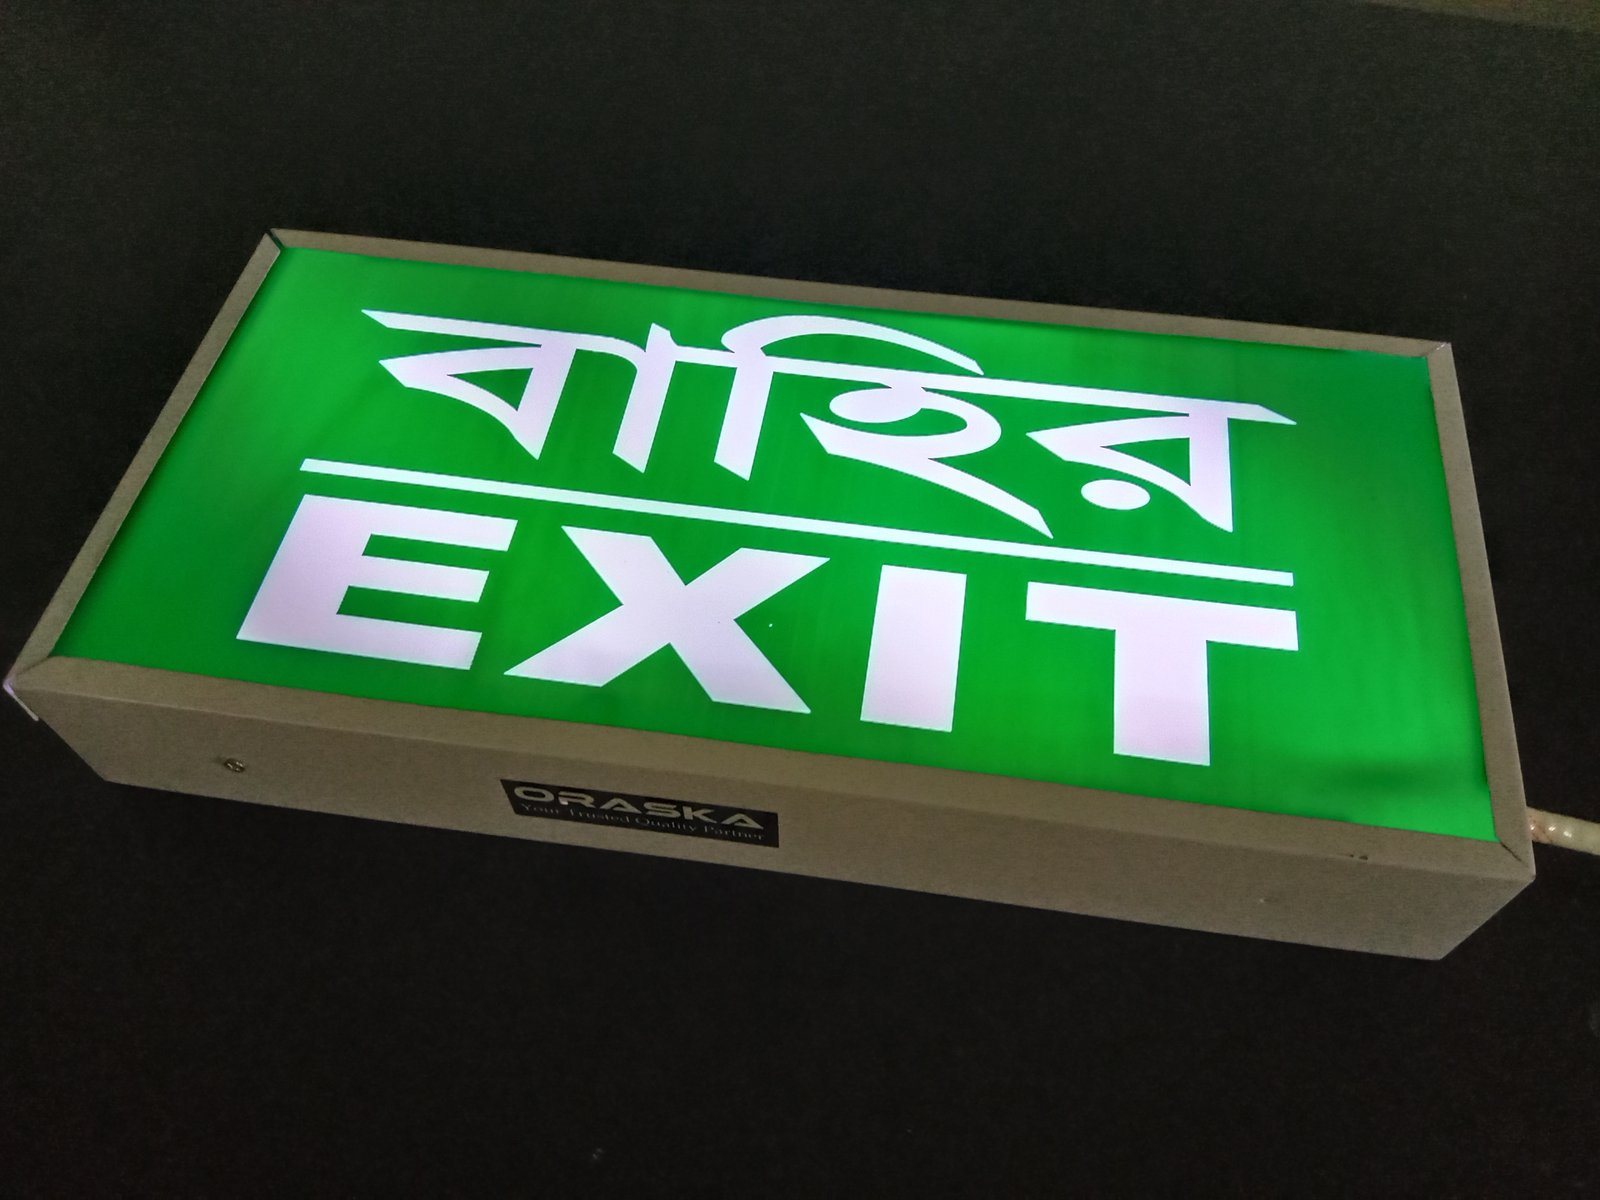 বাহির
EXIT
ORASKA
Your Trusted Quality Partner